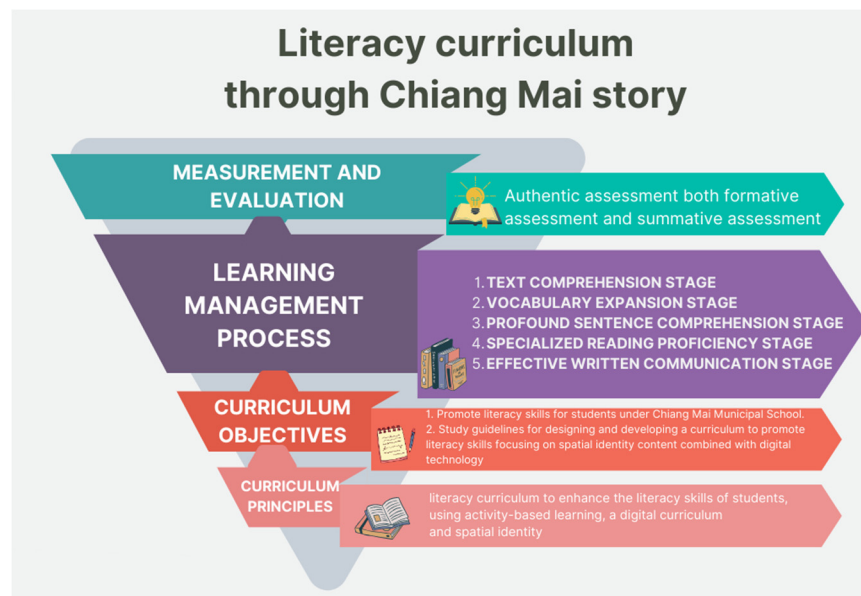 Literacy curriculum
through Chiang Mai story
MEASUREMENT AND
EVALUATION
Authentic assessment both formative
assessment and summative assessment
LEARNING
MANAGEMENT
PROCESS
1. TEXT COMPREHENSION STAGE
2. VOCABULARY EXPANSION STAGE
3. PROFOUND SENTENCE COMPREHENSION STAGE
4. SPECIALIZED READING PROFICIENCY STAGE
5. EFFECTIVE WRITTEN COMMUNICATION STAGE
CURRICULUM
OBJECTIVES
1. Promote literacy skills for students under Chiang Mai Municipal School.
2. Study guidelines for designing and developing a curriculum to promote
literacy skills focusing on spatial identity content combined with digital
technology
CURRICULUM
PRINCIPLES
literacy curriculum to enhance the literacy skills of students,
using activity-based learning, a digital curriculum
and spatial identity